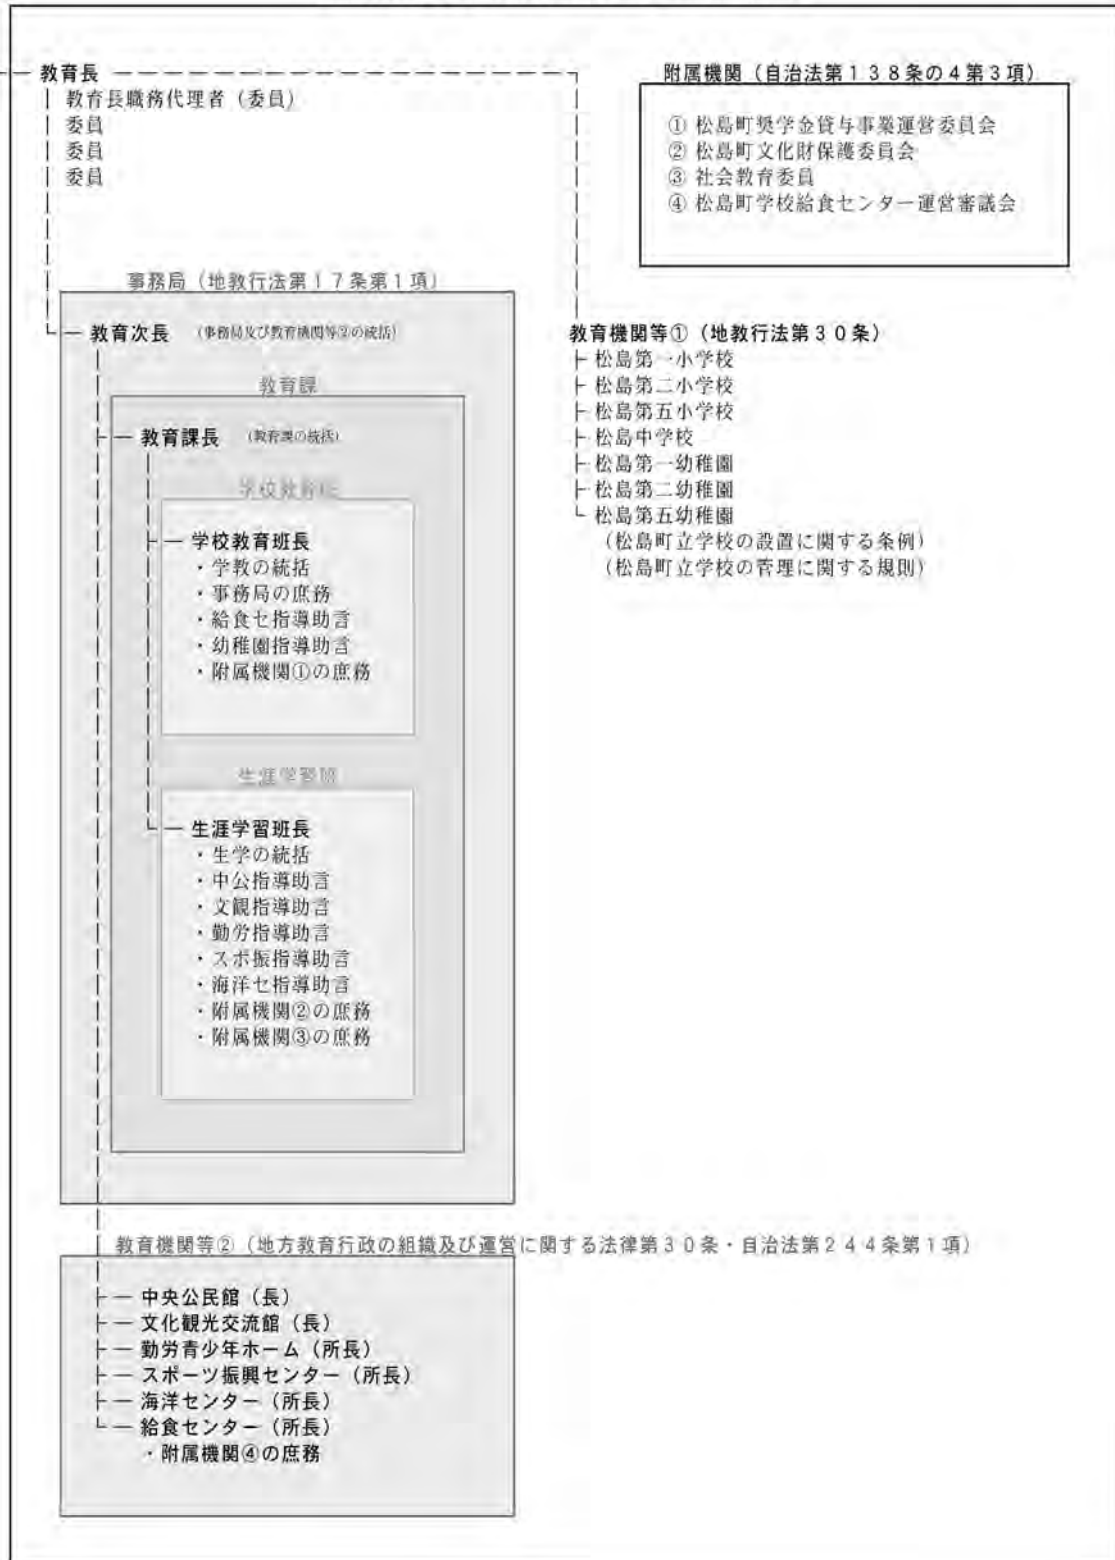 教育長
教育長職務代理者（委員）
委員
委員
委員
附属機関（自治法第１３８条の４第３項）
① 松島町奨学金貸与事業運営委員会
② 松島町文化財保護委員会
③ 社会教育委員
④ 松島町学校給食センター運営審議会
事務局（地教行法第１７条第１項）
教育次長 （事務局及び教育機関等②の統括）
教育課
教育課長 （教育課の統括）
学校教育班
学校教育班長
・学教の統括
・事務局の庶務
・給食セ指導助言
・幼稚園指導助言
・附属機関①の庶務
生涯学習班
生涯学習班長
・生学の統括
・中公指導助言
・文観指導助言
・勤労指導助言
・スポ振指導助言
・海洋セ指導助言
・附属機関②の庶務
・附属機関③の庶務
教育機関等①（地教行法第３０条）
松島第一小学校
松島第二小学校
松島第五小学校
松島中学校
松島第一幼稚園
松島第二幼稚園
松島第五幼稚園
（松島町立学校の設置に関する条例）
（松島町立学校の管理に関する規則）
教育機関等②（地方教育行政の組織及び運営に関する法律第３０条・自治法第２４４条第１項）
中央公民館（長）
文化観光交流館（長）
勤労青少年ホーム（所長）
スポーツ振興センター（所長）
海洋センター（所長）
給食センター（所長）
・附属機関④の庶務